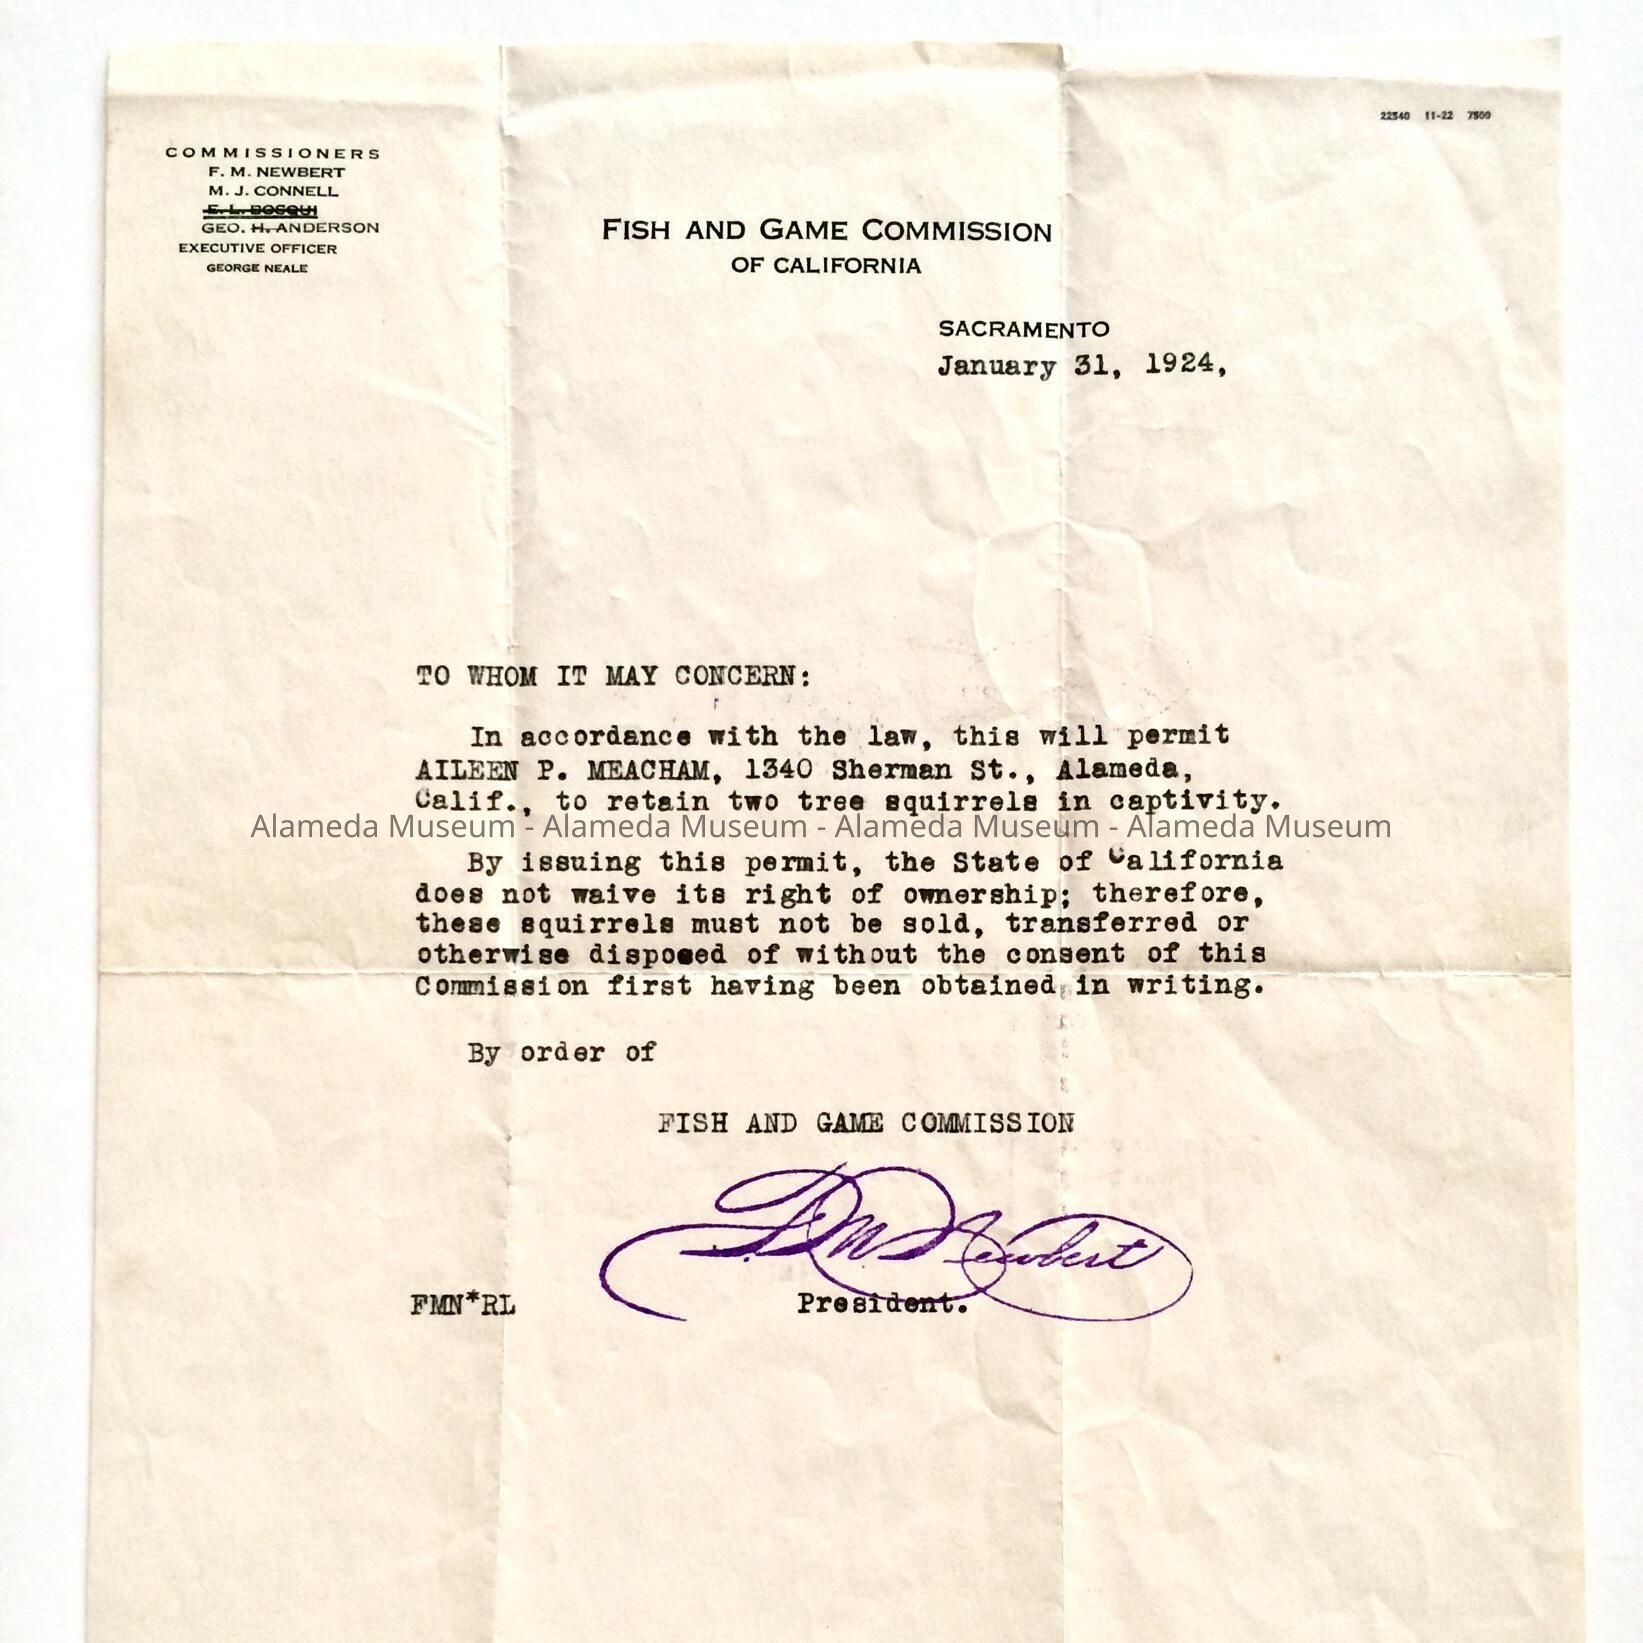 22540 11-22 7500
COMMISSIONERS
F. M. NEWBERT
M. J. CONNELL
E. L. BOSQUI
GEO. H. ANDERSON
EXECUTIVE OFFICER
GEORGE NEALE
FISH AND GAME COMMISSION
OF CALIFORNIA
SACRAMENTO
January 31, 1924,
TO WHOM IT MAY CONCERN:
In accordance with the law, this will permit
AILEEN P. MEACHAM, 1340 Sherman St., Alameda,
Calif., to retain two tree squirrels in captivity.
Alameda Museum - Alameda Museum - Alameda Museum - Alameda Museum
By issuing this permit, the State of California
does not waive its right of ownership; therefore,
these squirrels must not be sold, transferred or
otherwise disposed of without the consent of this
Commission first having been obtained in writing.
By order of
FISH AND GAME COMMISSION
F. M. Newbert
FMN*RL President.